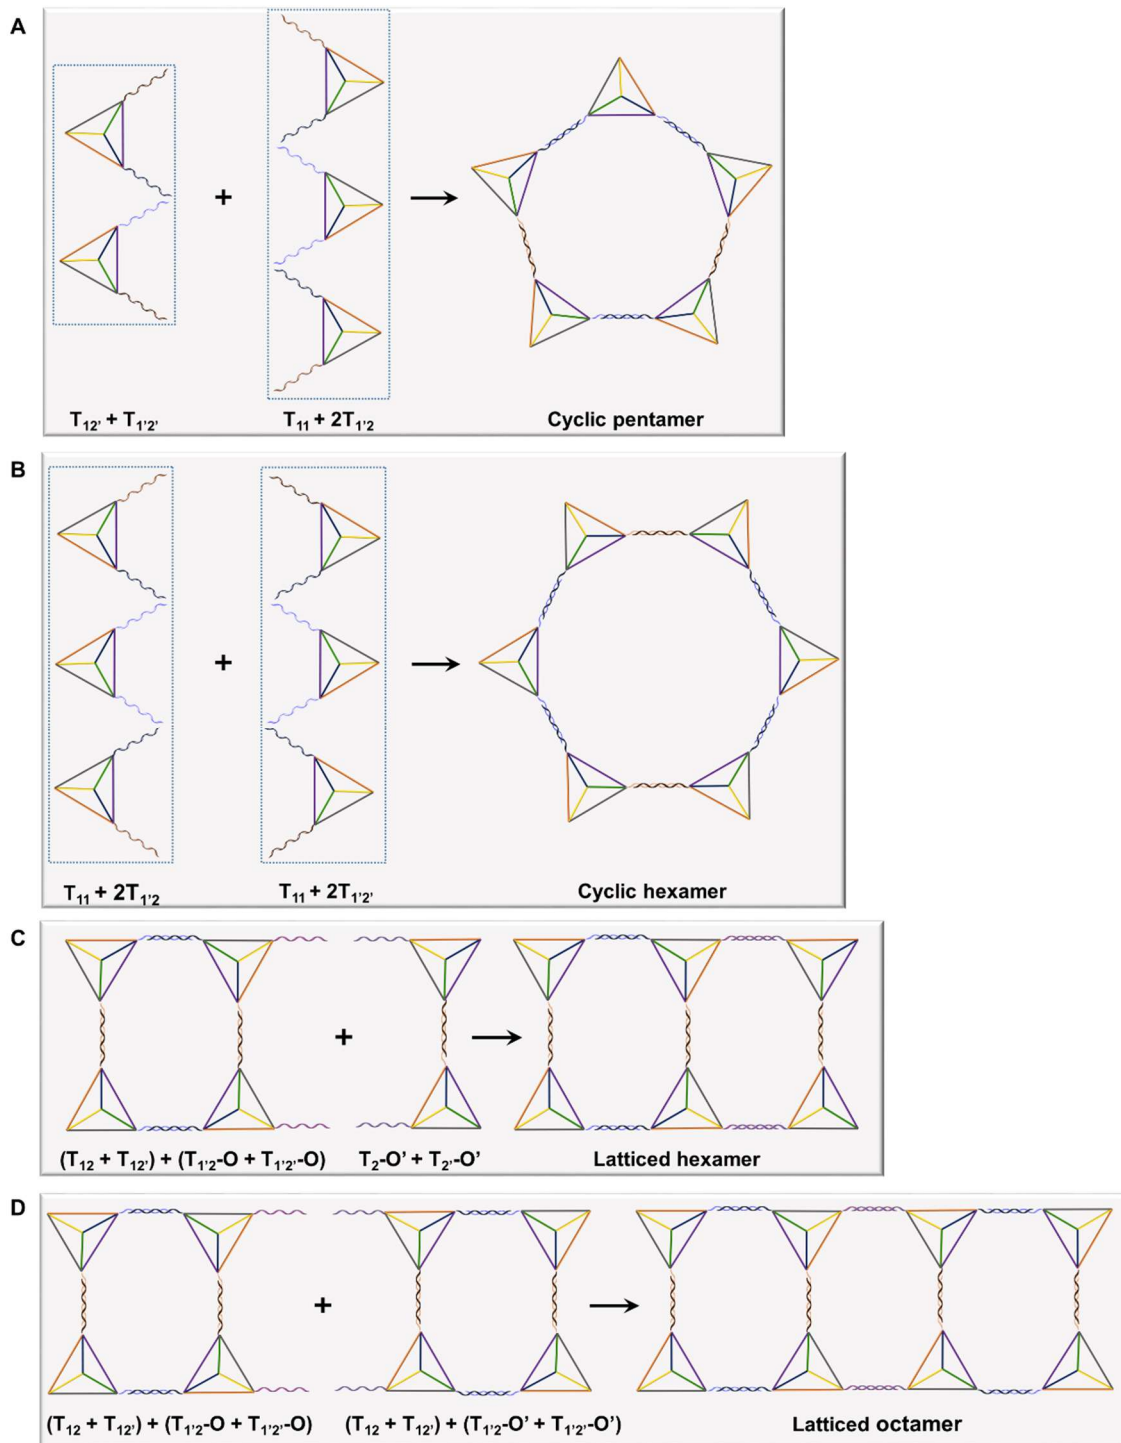 A
+
T₁₂' + T₁'₂'
T₁₁ + 2T₁'₂
Cyclic pentamer
B
+
T₁₁ + 2T₁'₂
T₁₁ + 2T₁'₂'
Cyclic hexamer
C
+
(T₁₂ + T₁₂') + (T₁'₂-O + T₁'₂'-O)
T₂-O' + T₂'-O'
Latticed hexamer
D
+
(T₁₂ + T₁₂') + (T₁'₂-O + T₁'₂'-O)
(T₁₂ + T₁₂') + (T₁'₂-O' + T₁'₂'-O')
Latticed octamer